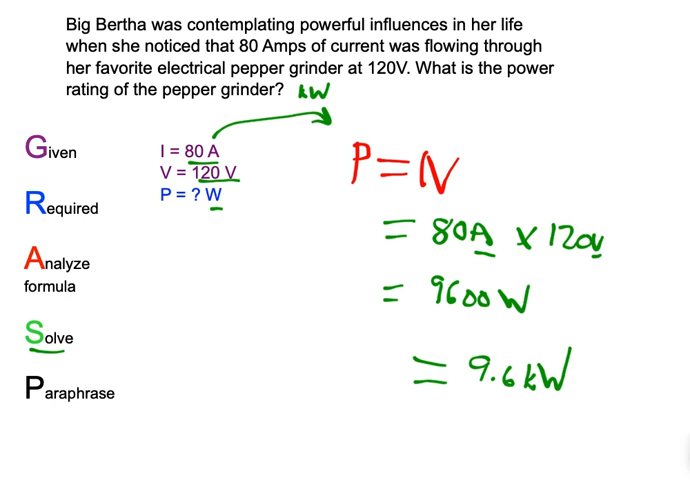 Big Bertha was contemplating powerful influences in her life
when she noticed that 80 Amps of current was flowing through
her favorite electrical pepper grinder at 120V. What is the power
rating of the pepper grinder? kW
Given
I = 80 A
V = 120 V
P = ? W
Required
Analyze
formula
Solve
Paraphrase
P = IV
= 80A x 120V
= 9600 W
= 9.6 kW